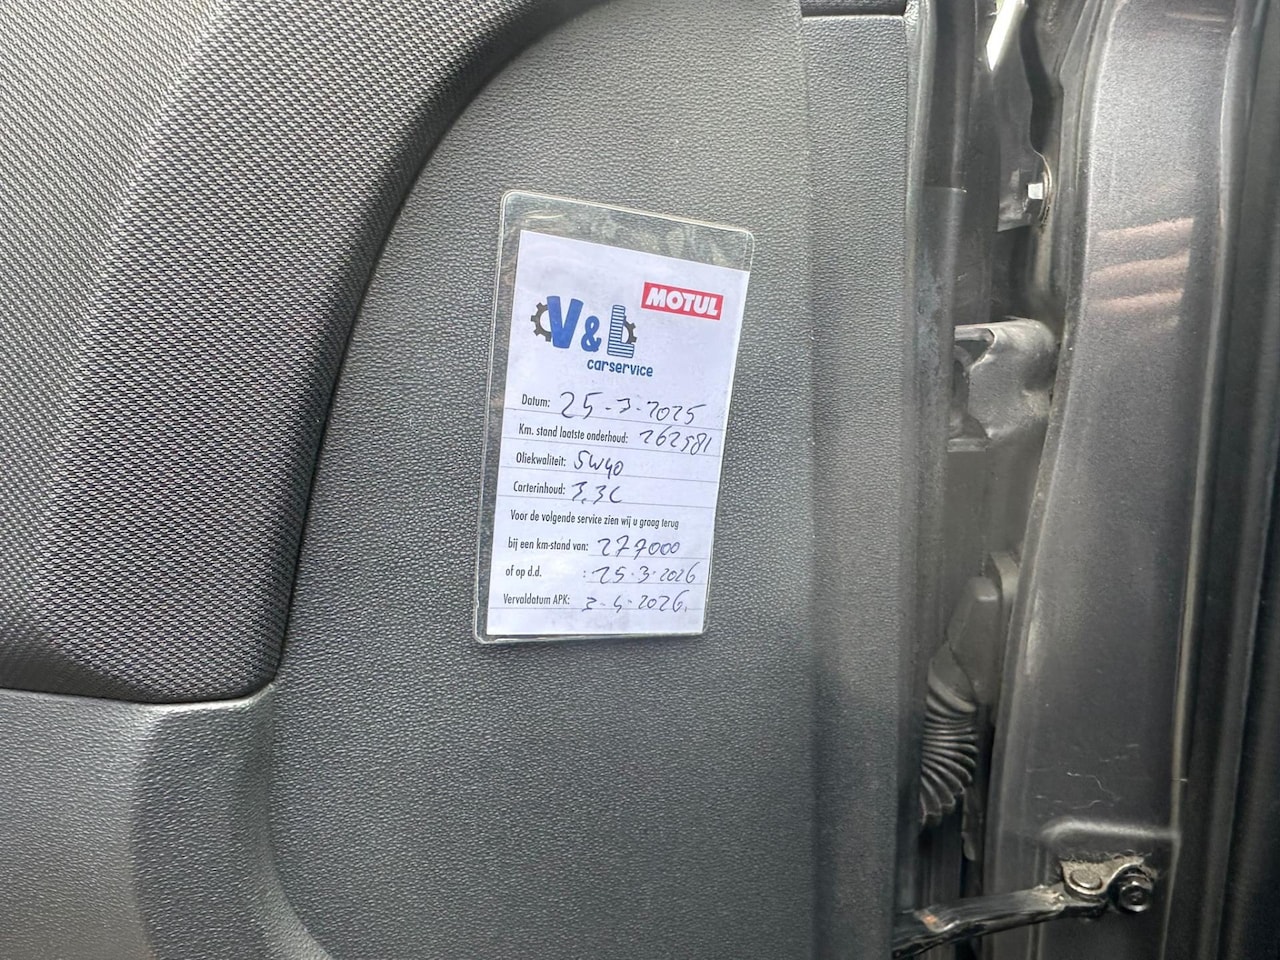 MOTUL
V & L
carservice
Datum: 25-3-2025
Km. stand laatste onderhoud: 262981
Oliekwaliteit: 5W40
Carterinhoud: 3,3L
Voor de volgende service zien wij u graag terug
bij een km-stand van: 277000
of op d.d. : 25-3-2026
Vervaldatum APK: 3-4-2026.